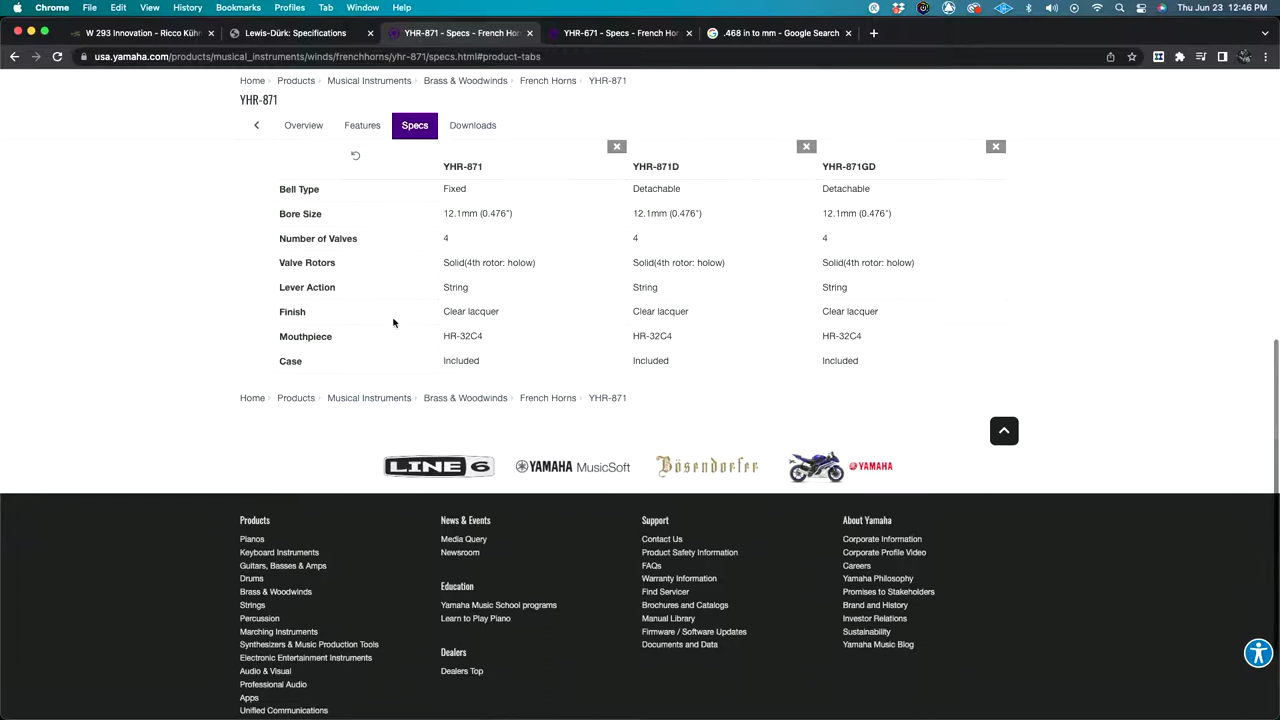 Chrome File Edit View History Bookmarks Profiles Tab Window Help Thu Jun 23 12:46 PM
W 293 Innovation - Ricco Kühn × Lewis-Dürk: Specifications × YHR-871 - Specs - French Hor × YHR-671 - Specs - French Hor × .468 in to mm - Google Search × +
usa.yamaha.com/products/musical_instruments/winds/frenchhorns/yhr-871/specs.html#product-tabs
Home › Products › Musical Instruments › Brass & Woodwinds › French Horns › YHR-871
YHR-871
Overview Features Specs Downloads
YHR-871 YHR-871D YHR-871GD
Bell Type Fixed Detachable Detachable
Bore Size 12.1mm (0.476") 12.1mm (0.476") 12.1mm (0.476")
Number of Valves 4 4 4
Valve Rotors Solid(4th rotor: holow) Solid(4th rotor: holow) Solid(4th rotor: holow)
Lever Action String String String
Finish Clear lacquer Clear lacquer Clear lacquer
Mouthpiece HR-32C4 HR-32C4 HR-32C4
Case Included Included Included
Home › Products › Musical Instruments › Brass & Woodwinds › French Horns › YHR-871
LINE 6 YAMAHA MusicSoft Bösendorfer YAMAHA
Products
Pianos
Keyboard Instruments
Guitars, Basses & Amps
Drums
Brass & Woodwinds
Strings
Percussion
Marching Instruments
Synthesizers & Music Production Tools
Electronic Entertainment Instruments
Audio & Visual
Professional Audio
Apps
Unified Communications
News & Events
Media Query
Newsroom
Education
Yamaha Music School programs
Learn to Play Piano
Dealers
Dealers Top
Support
Contact Us
Product Safety Information
FAQs
Warranty Information
Find Servicer
Brochures and Catalogs
Manual Library
Firmware / Software Updates
Documents and Data
About Yamaha
Corporate Information
Corporate Profile Video
Careers
Yamaha Philosophy
Promises to Stakeholders
Brand and History
Investor Relations
Sustainability
Yamaha Music Blog